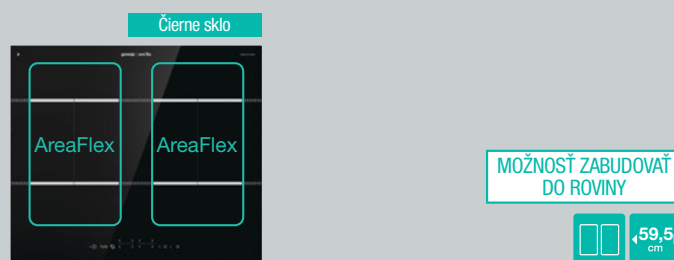 Čierne sklo
AreaFlex AreaFlex
MOŽNOSŤ ZABUDOVAŤ
DO ROVINY
59,5
cm